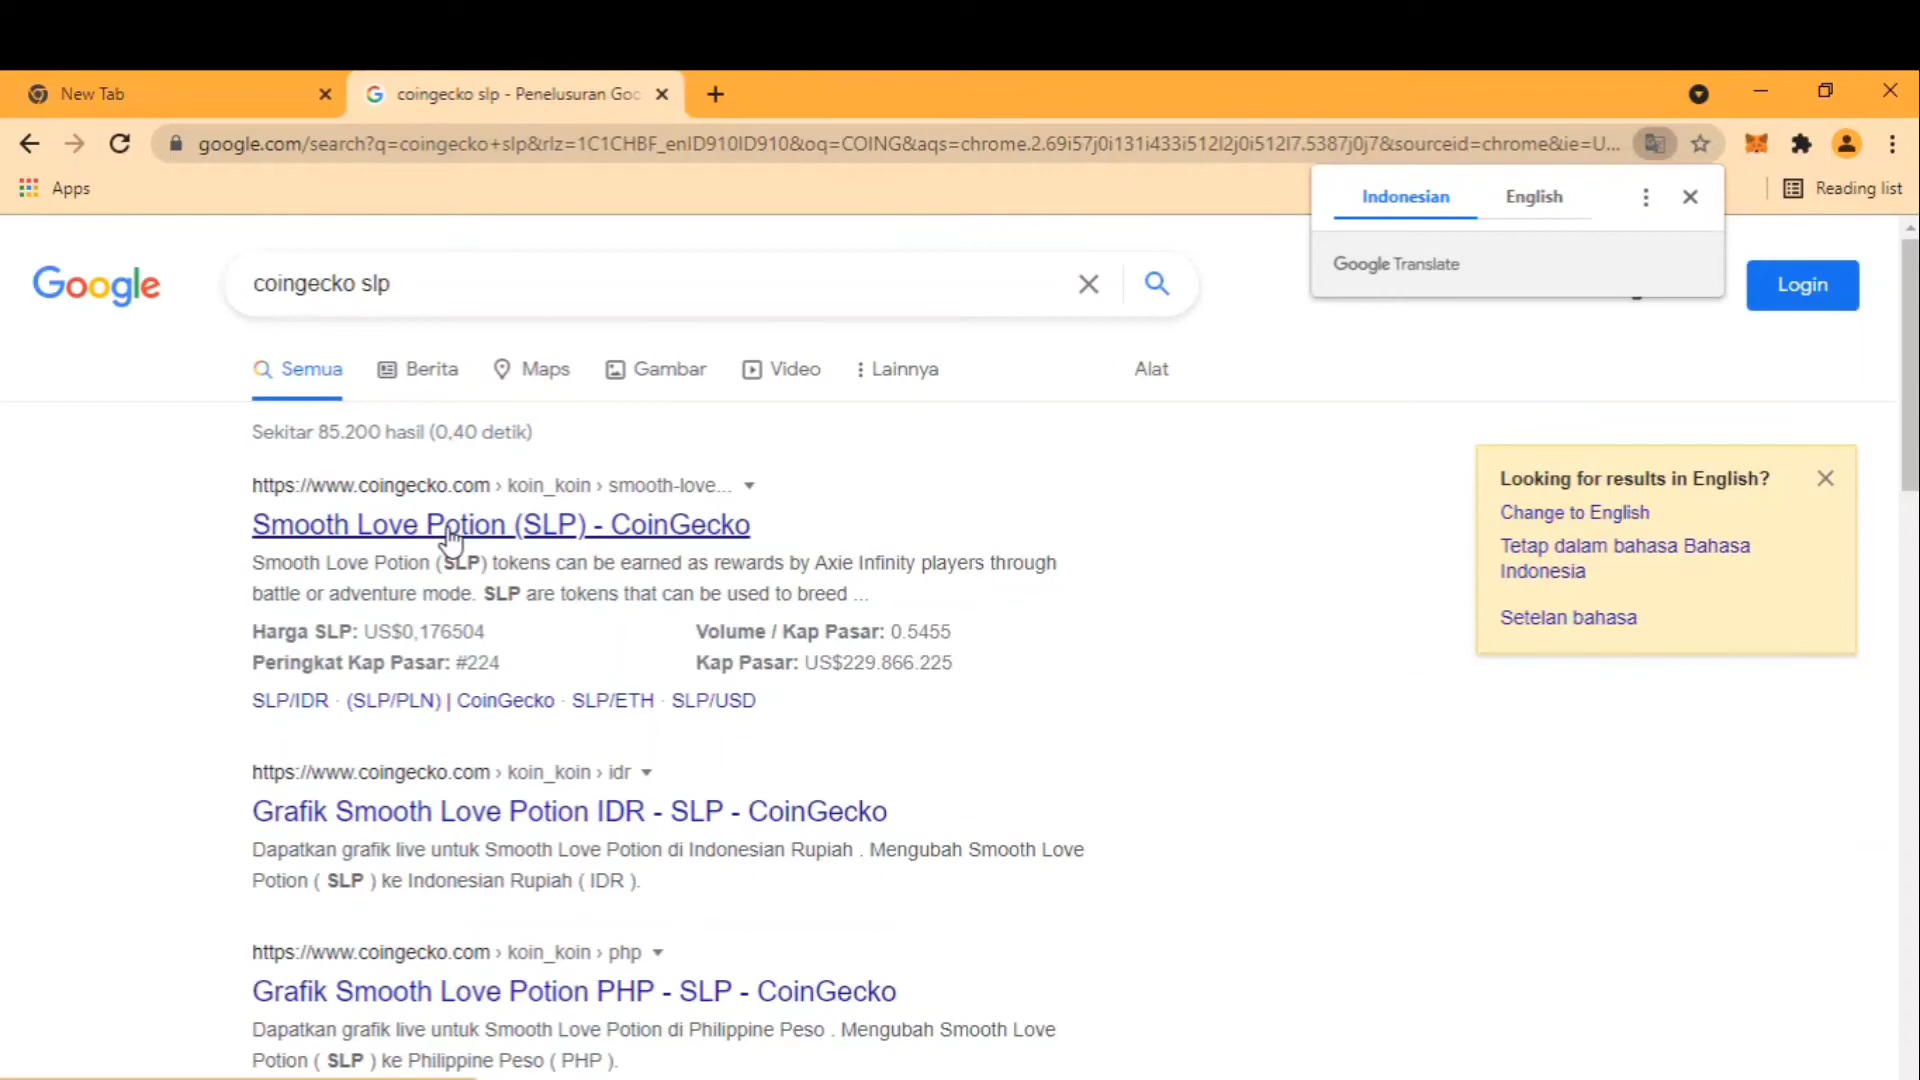 New Tab
coingecko slp - Penelusuran Goo
google.com/search?q=coingecko+slp&rlz=1C1CHBF_enID910ID910&oq=COING&aqs=chrome.2.69i57j0i131i433i512l2j0i512l7.5387j0j7&sourceid=chrome&ie=U...
Apps
Reading list
Indonesian English
Google Translate
Google
coingecko slp
Login
Semua Berita Maps Gambar Video Lainnya Alat
Sekitar 85.200 hasil (0,40 detik)
https://www.coingecko.com › koin_koin › smooth-love...
Smooth Love Potion (SLP) - CoinGecko
Smooth Love Potion (SLP) tokens can be earned as rewards by Axie Infinity players through
battle or adventure mode. SLP are tokens that can be used to breed ...
Harga SLP: US$0,176504 Volume / Kap Pasar: 0.5455
Peringkat Kap Pasar: #224 Kap Pasar: US$229.866.225
SLP/IDR · (SLP/PLN) | CoinGecko · SLP/ETH · SLP/USD
Looking for results in English?
Change to English
Tetap dalam bahasa Bahasa
Indonesia
Setelan bahasa
https://www.coingecko.com › koin_koin › idr
Grafik Smooth Love Potion IDR - SLP - CoinGecko
Dapatkan grafik live untuk Smooth Love Potion di Indonesian Rupiah . Mengubah Smooth Love
Potion ( SLP ) ke Indonesian Rupiah ( IDR ).
https://www.coingecko.com › koin_koin › php
Grafik Smooth Love Potion PHP - SLP - CoinGecko
Dapatkan grafik live untuk Smooth Love Potion di Philippine Peso . Mengubah Smooth Love
Potion ( SLP ) ke Philippine Peso ( PHP ).